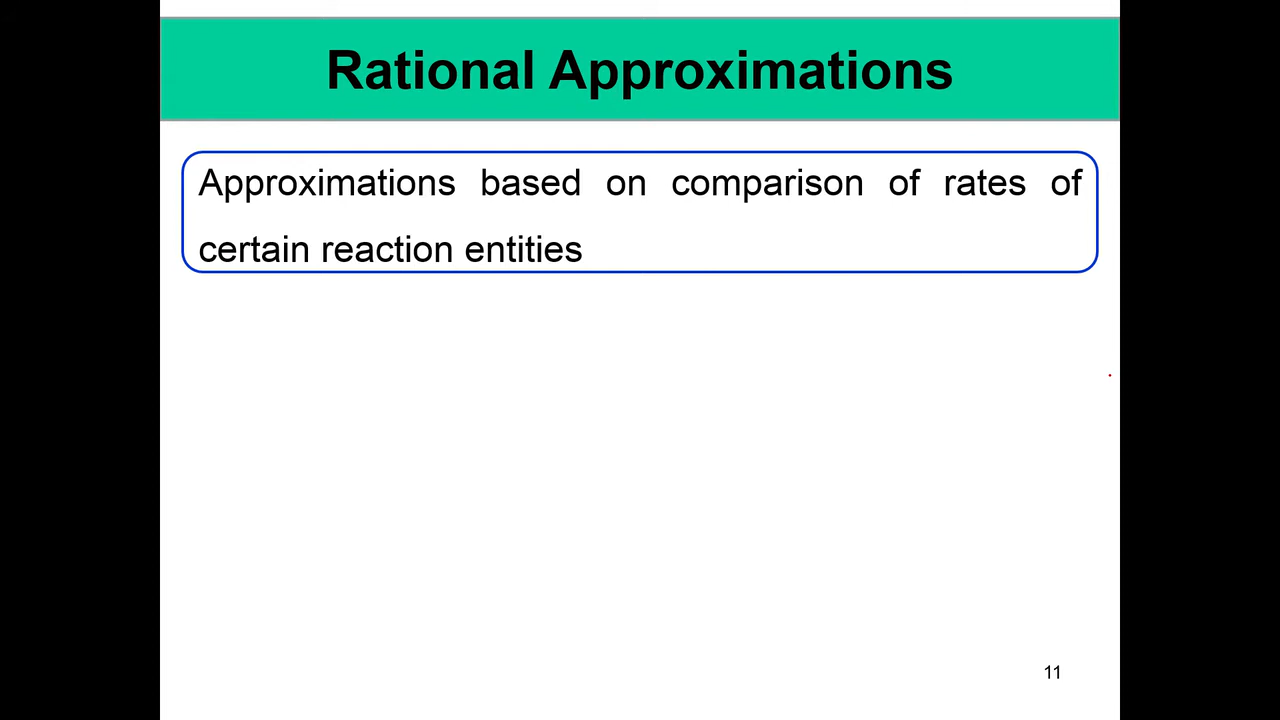 Rational Approximations
Approximations based on comparison of rates of
certain reaction entities
11